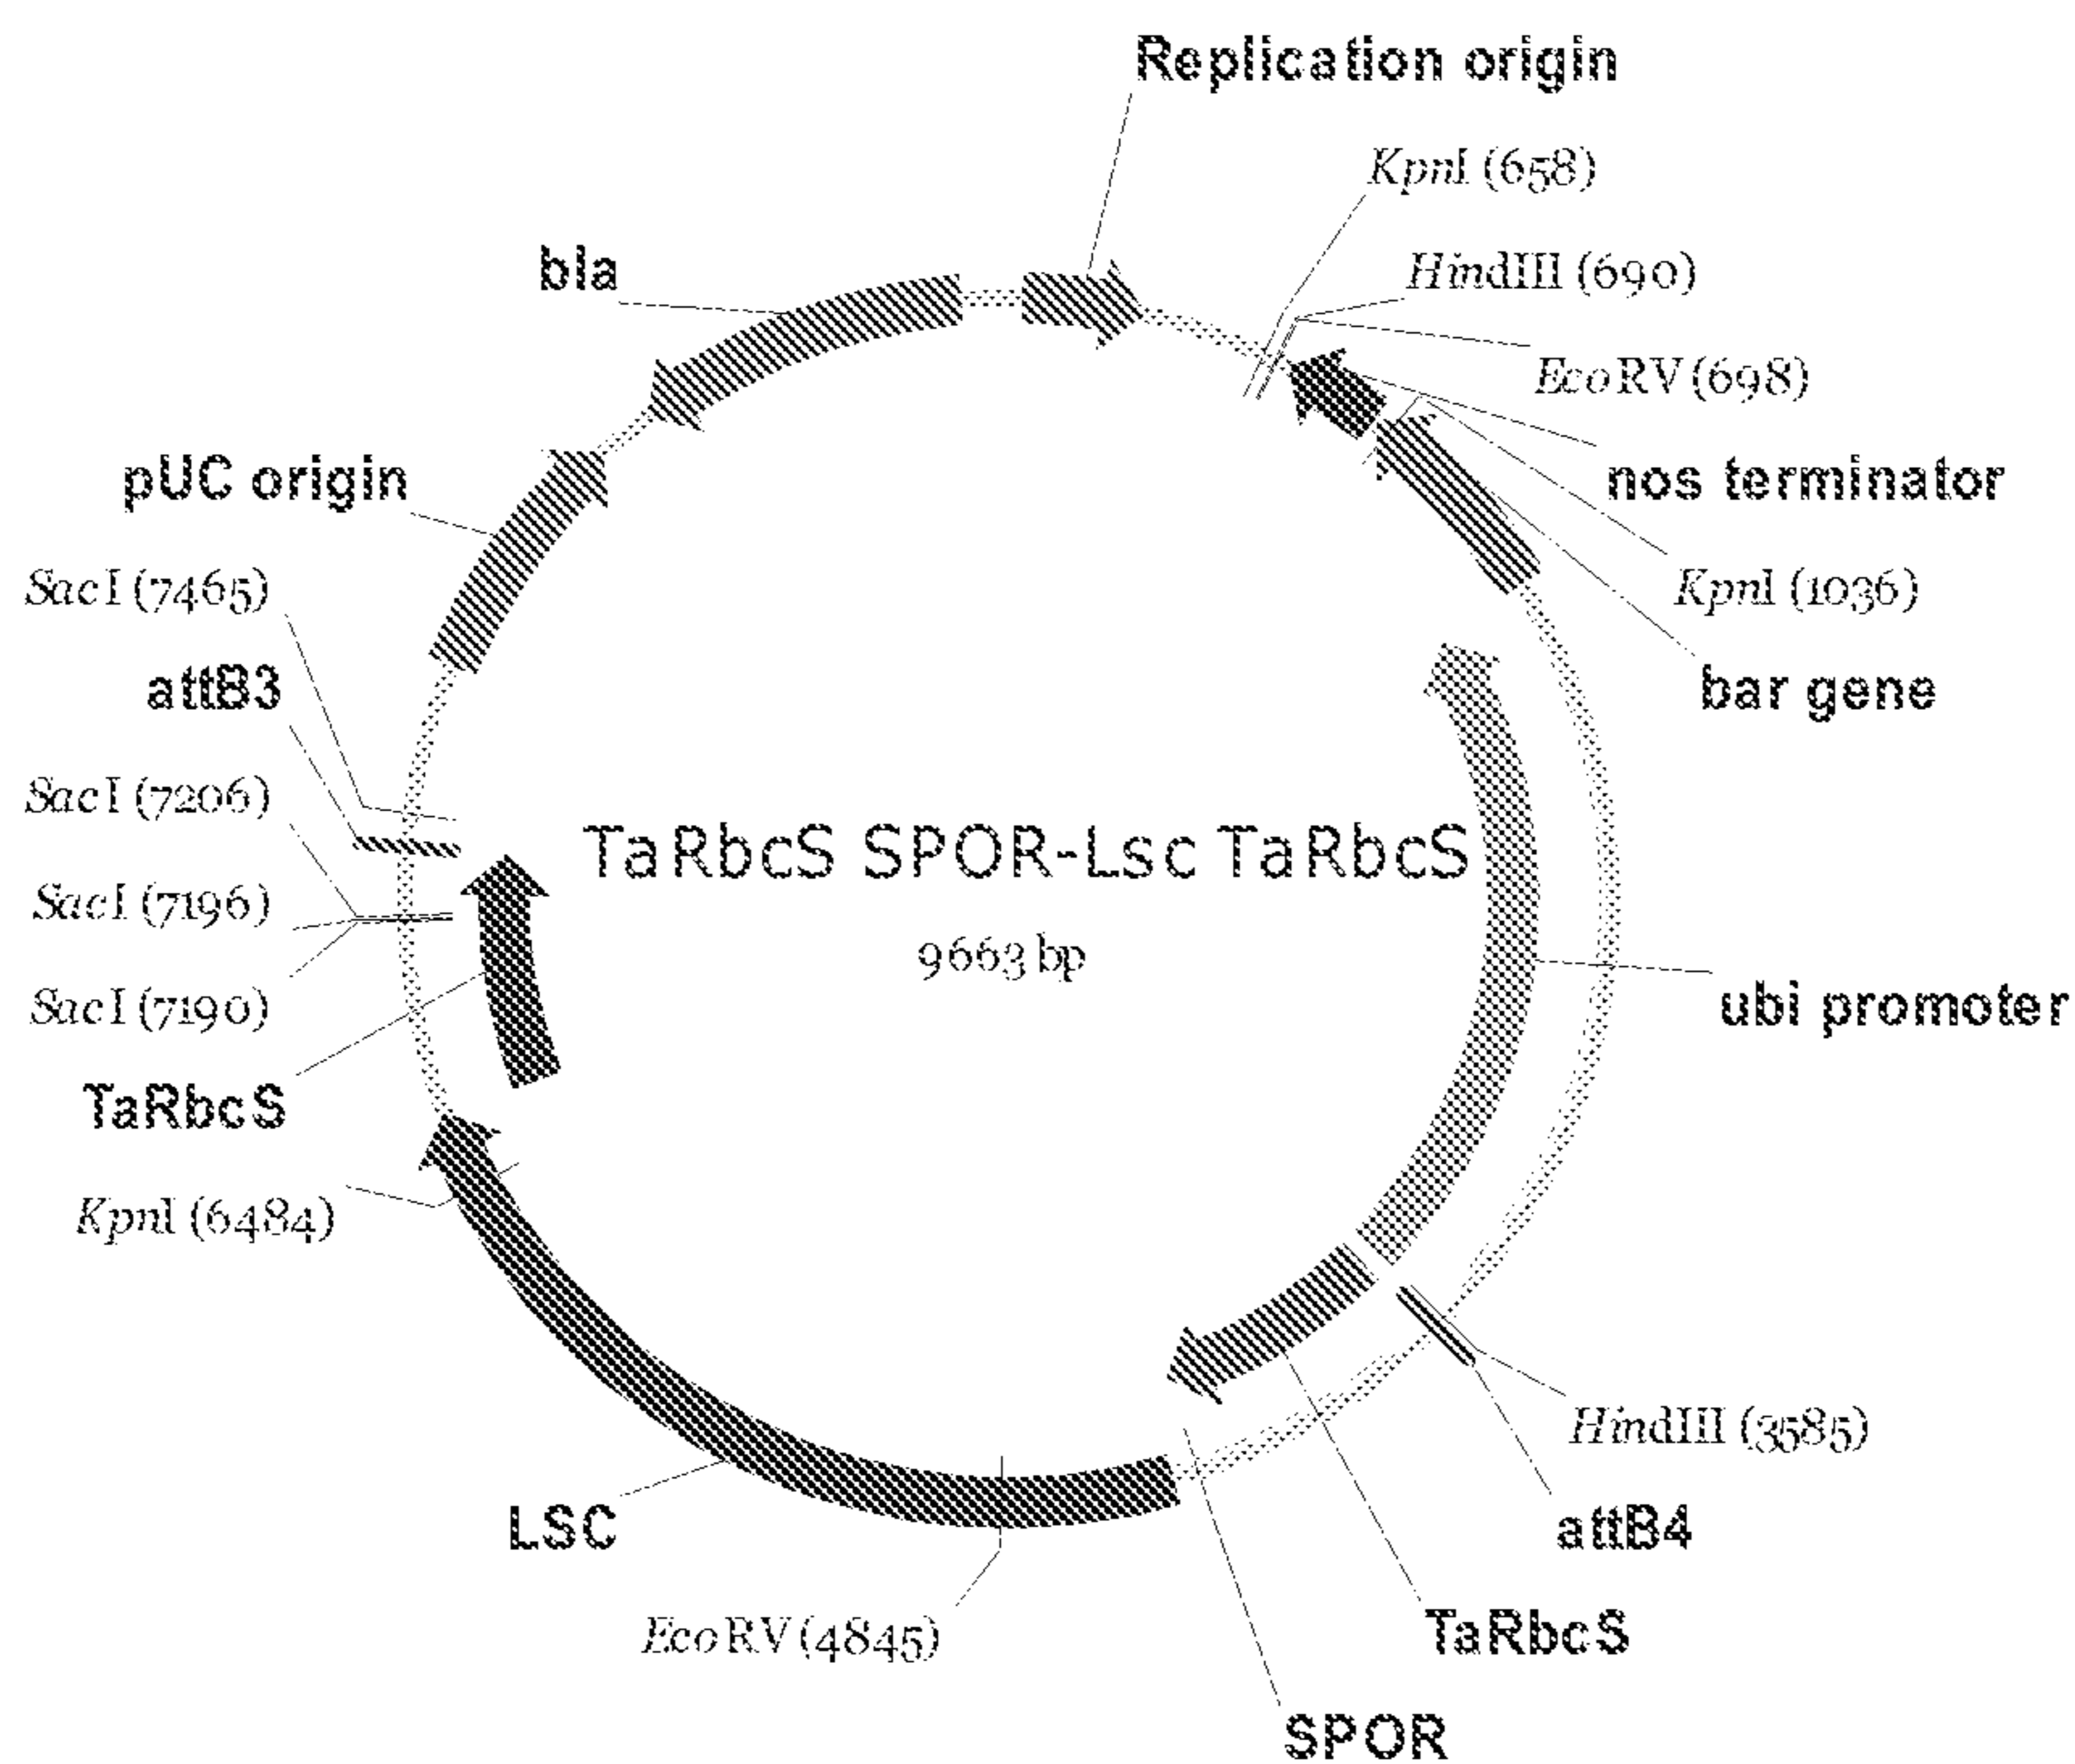 Replication origin
KpnI (658)
HindIII (690)
EcoRV (698)
nos terminator
KpnI (1036)
bar gene
ubi promoter
HindIII (3585)
attB4
TaRbcS
SPOR
EcoRV (4845)
LSC
KpnI (6484)
TaRbcS
SacI (7190)
SacI (7196)
SacI (7206)
attB3
SacI (7465)
pUC origin
bla
TaRbcS SPOR-Lsc TaRbcS
9663 bp